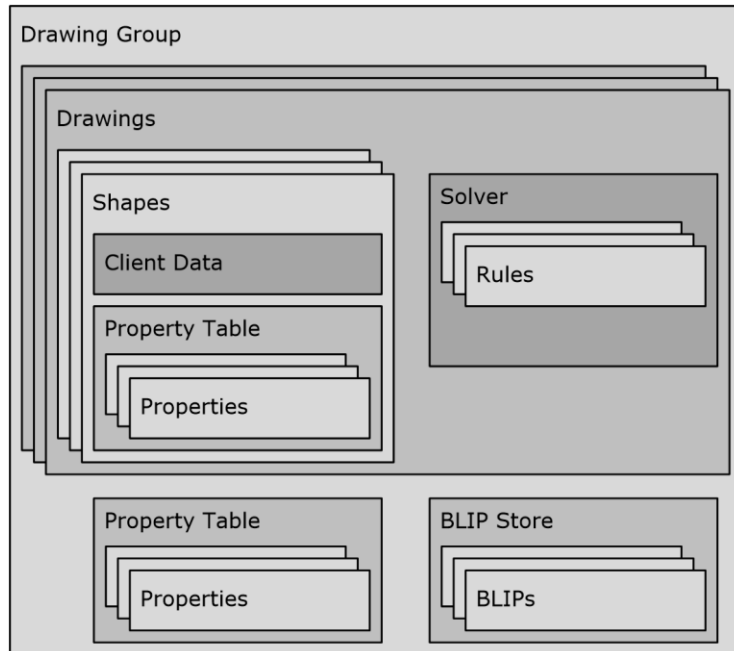 Drawing Group
Drawings
Shapes
Client Data
Property Table
Properties
Solver
Rules
Property Table
Properties
BLIP Store
BLIPs